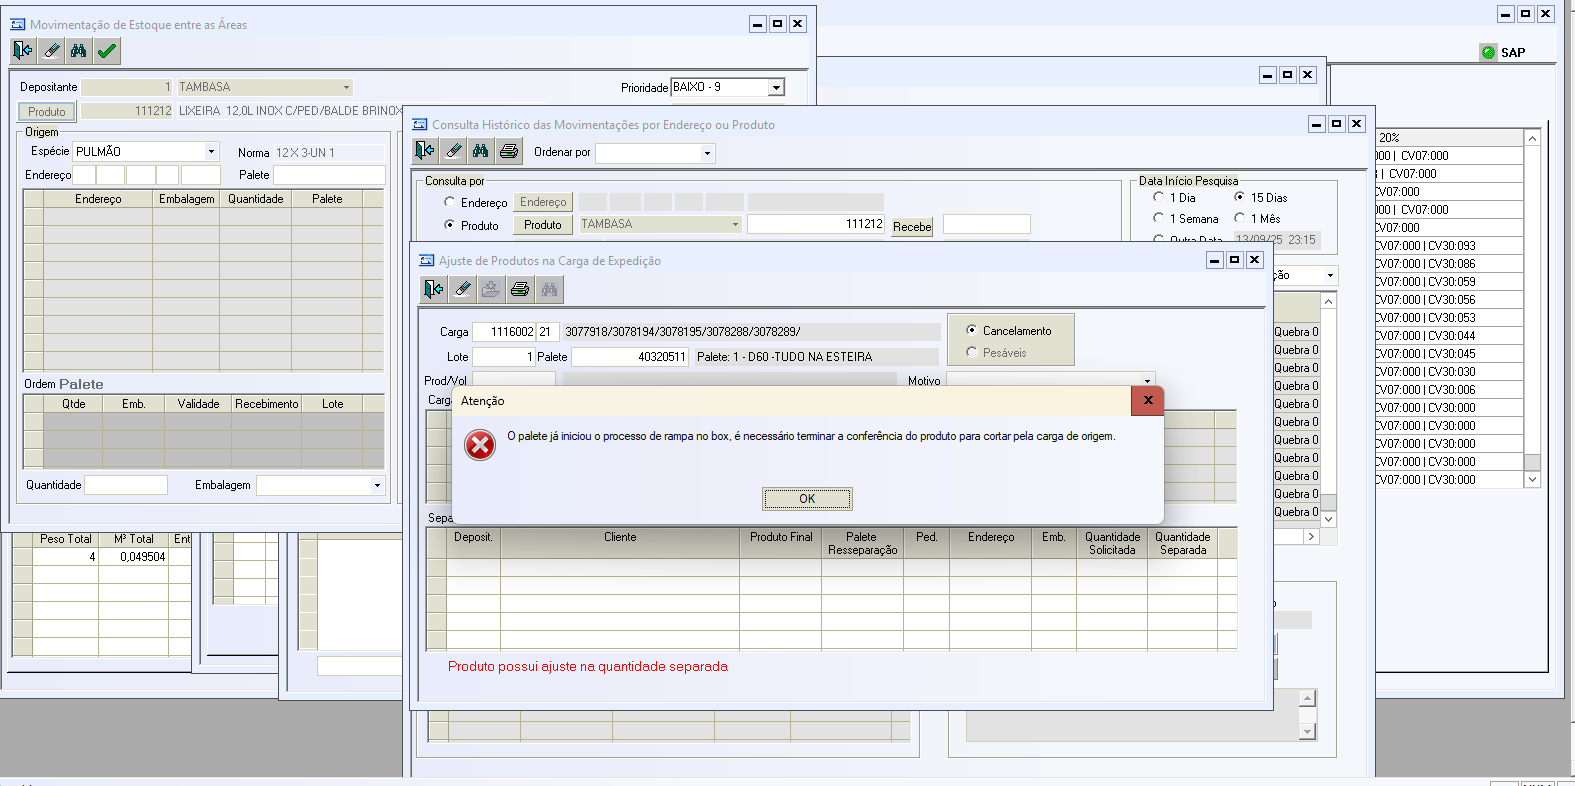 Movimentação de Estoque entre as Áreas
SAP
Depositante 1 TAMBASA Prioridade BAIXO - 9
Produto 111212 LIXEIRA 12,0L INOX C/PED/BALDE BRINOX
Origem
Espécie PULMÃO Norma 12 X 3-UN 1
Endereço Palete
Endereço Embalagem Quantidade Palete
Ordem Palete
Qtde Emb. Validade Recebimento Lote
Quantidade Embalagem
Peso Total M³ Total Ent
4 0,049504
Consulta Histórico das Movimentações por Endereço ou Produto
Ordenar por
Consulta por
Endereço Endereço
Produto Produto TAMBASA 111212 Recebe
Data Início Pesquisa
1 Dia 15 Dias
1 Semana 1 Mês
Outra Data 13/09/25 23:15
ção
Quebra 0
Quebra 0
Quebra 0
Quebra 0
Quebra 0
Quebra 0
Quebra 0
Quebra 0
Quebra 0
Quebra 0
Quebra 0
20%
000 | CV07:000
| CV07:000
CV07:000
000 | CV07:000
CV07:000
CV07:000 | CV30:093
CV07:000 | CV30:086
CV07:000 | CV30:059
CV07:000 | CV30:056
CV07:000 | CV30:053
CV07:000 | CV30:044
CV07:000 | CV30:045
CV07:000 | CV30:030
CV07:000 | CV30:006
CV07:000 | CV30:000
CV07:000 | CV30:000
CV07:000 | CV30:000
CV07:000 | CV30:000
CV07:000 | CV30:000
Ajuste de Produtos na Carga de Expedição
Carga 1116002 21 3077918/3078194/3078195/3078288/3078289/
Lote 1 Palete 40320511 Palete: 1 - D60 -TUDO NA ESTEIRA
Cancelamento
Pesáveis
Prod/Vol Motivo
Carga
Atenção
O palete já iniciou o processo de rampa no box, é necessário terminar a conferência do produto para cortar pela carga de origem.
OK
Sepa
Deposit. Cliente Produto Final Palete Resseparação Ped. Endereço Emb. Quantidade Solicitada Quantidade Separada
Produto possui ajuste na quantidade separada